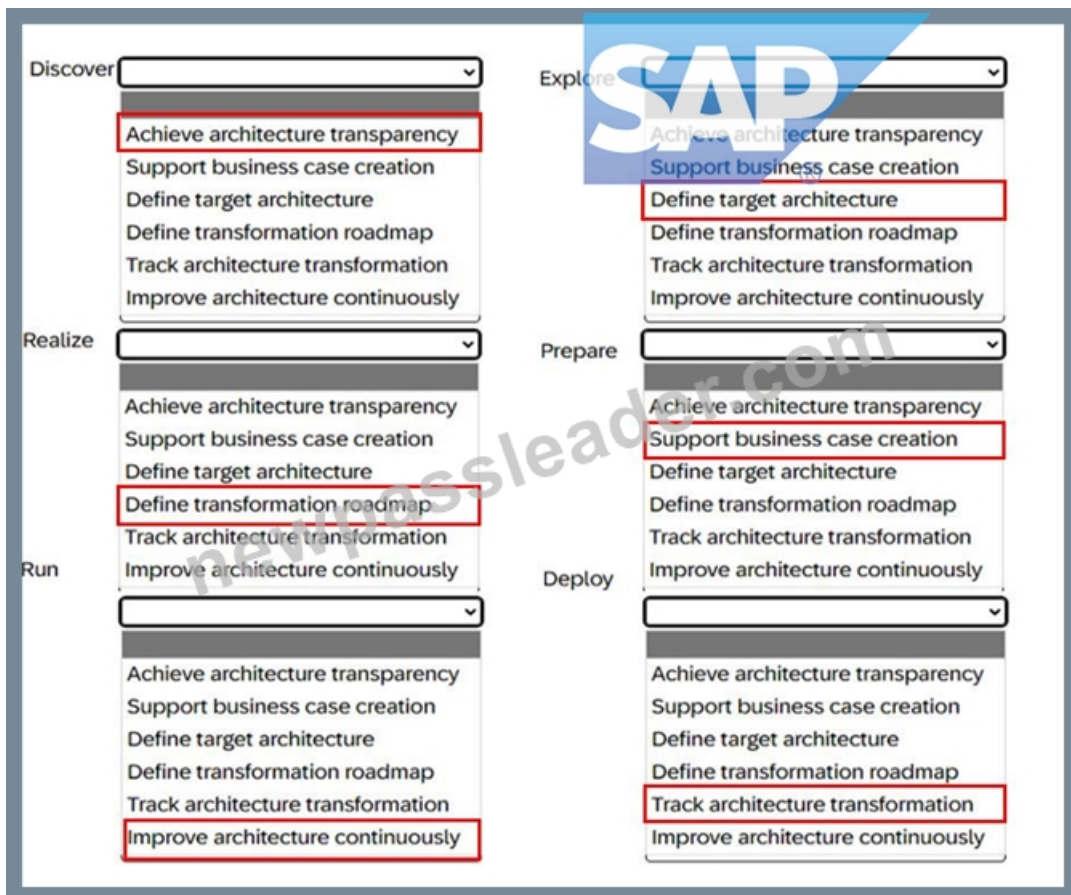 Discover
Achieve architecture transparency
Support business case creation
Define target architecture
Define transformation roadmap
Track architecture transformation
Improve architecture continuously
Explore
SAP
®
Achieve architecture transparency
Support business case creation
Define target architecture
Define transformation roadmap
Track architecture transformation
Improve architecture continuously
Realize
Achieve architecture transparency
Support business case creation
Define target architecture
Define transformation roadmap
Track architecture transformation
Improve architecture continuously
Prepare
Achieve architecture transparency
Support business case creation
Define target architecture
Define transformation roadmap
Track architecture transformation
Improve architecture continuously
newpassleader.com
Run
Achieve architecture transparency
Support business case creation
Define target architecture
Define transformation roadmap
Track architecture transformation
Improve architecture continuously
Deploy
Achieve architecture transparency
Support business case creation
Define target architecture
Define transformation roadmap
Track architecture transformation
Improve architecture continuously